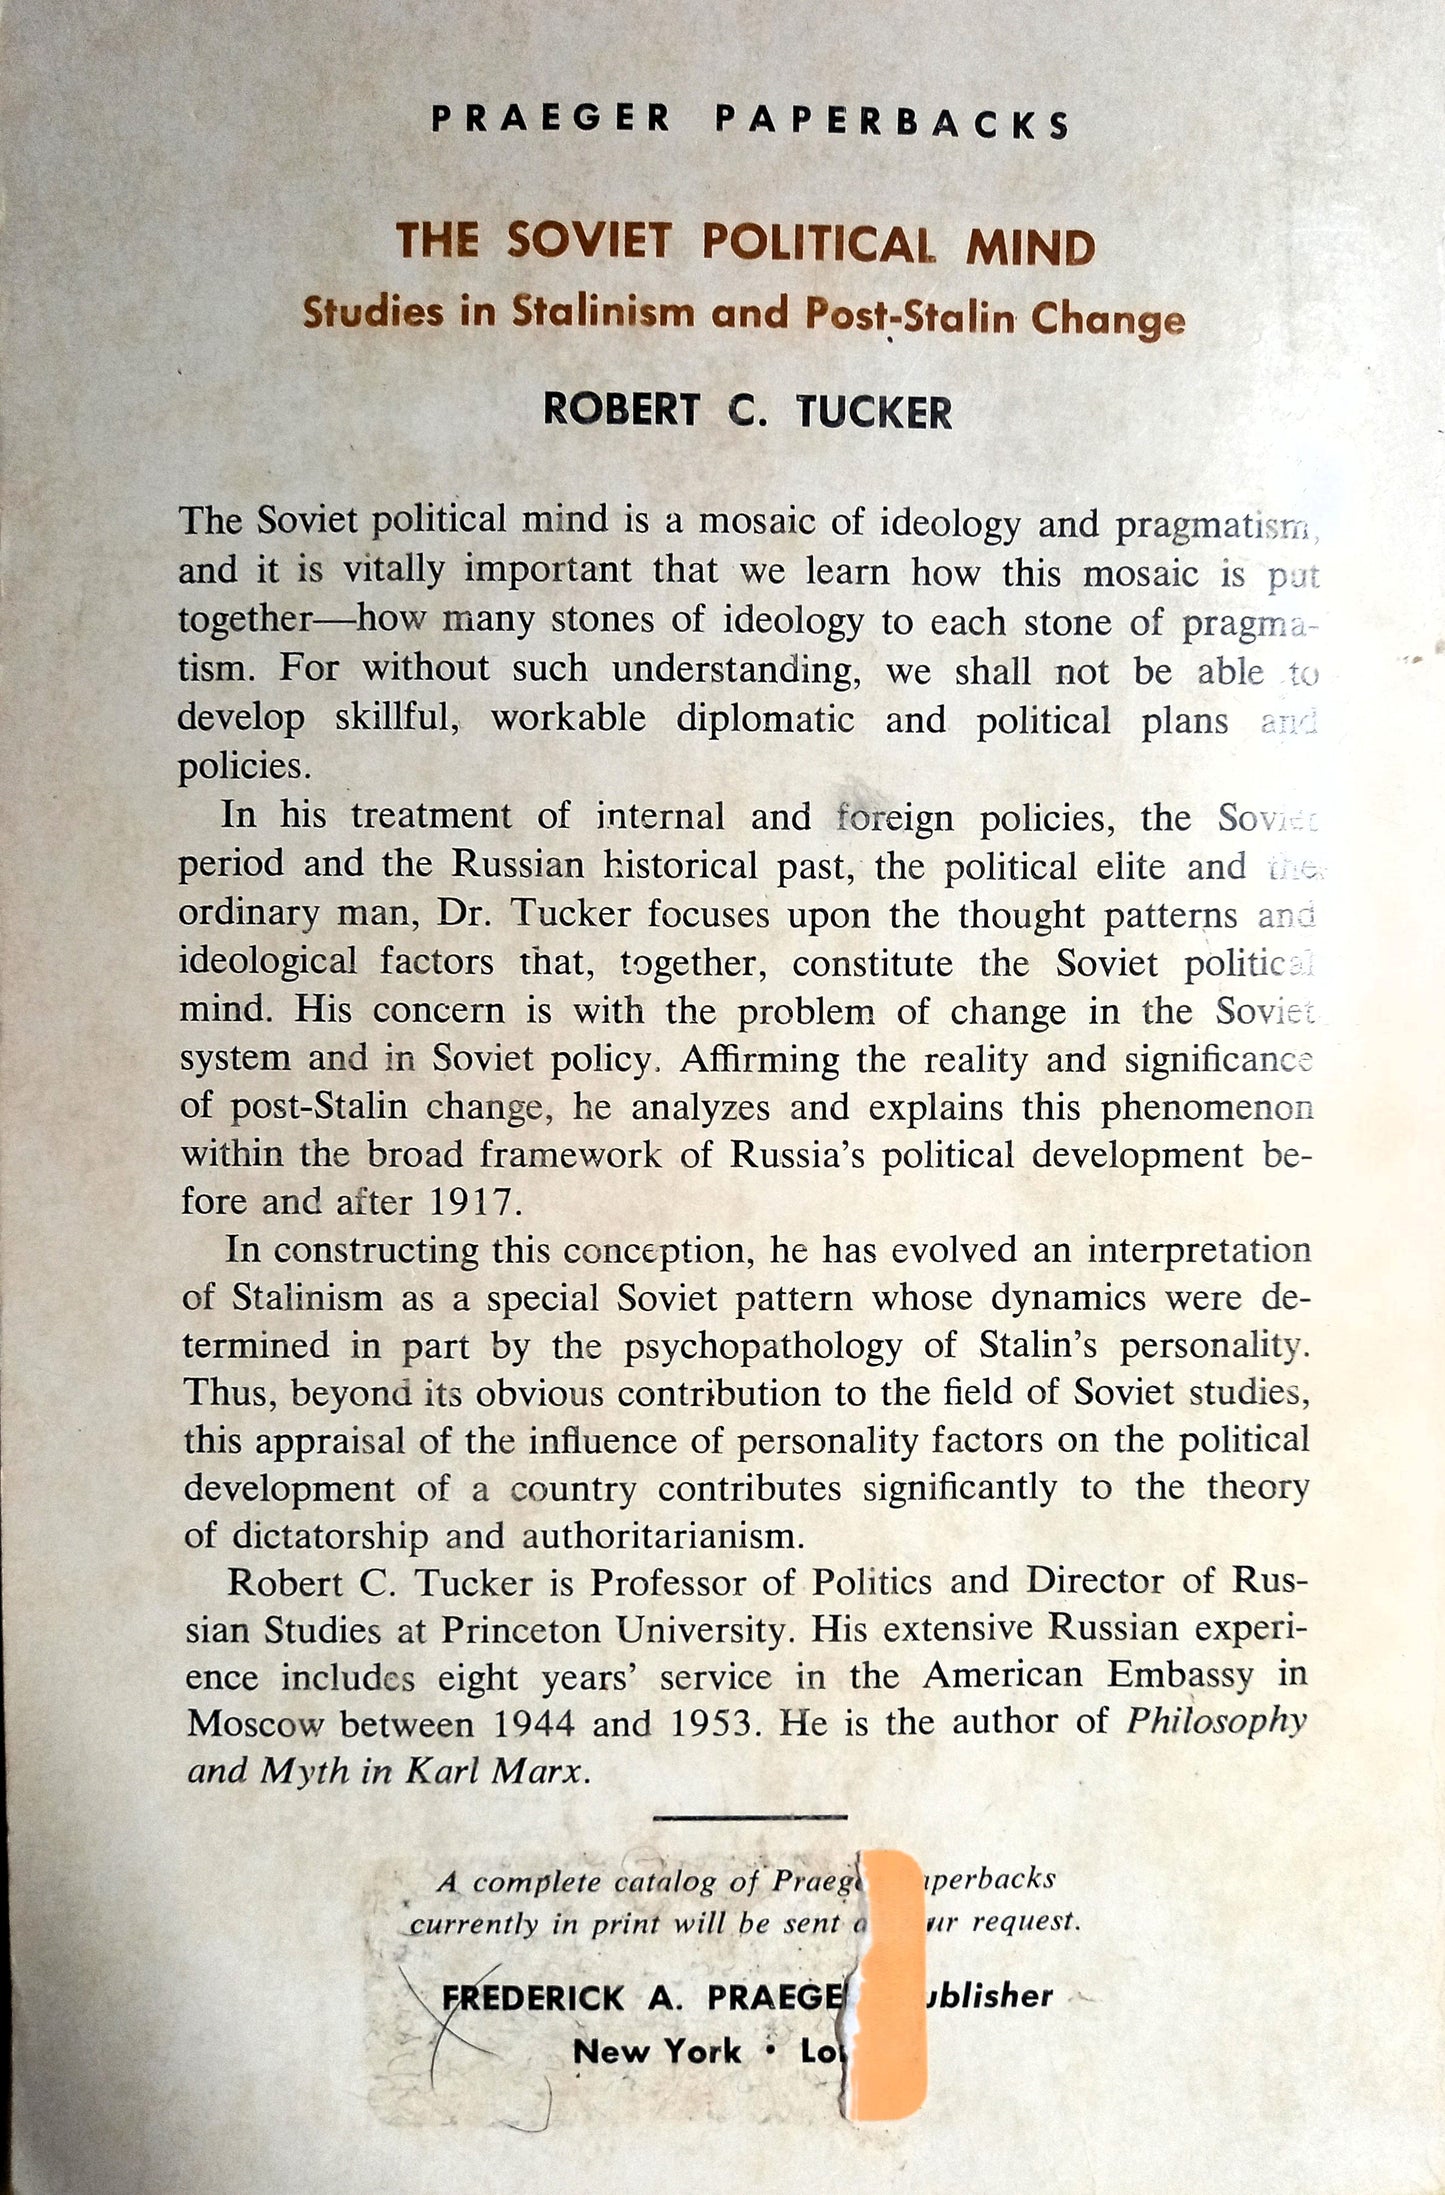 PRAEGER PAPERBACKS
THE SOVIET POLITICAL MIND
Studies in Stalinism and Post-Stalin Change
ROBERT C. TUCKER
The Soviet political mind is a mosaic of ideology and pragmatism,
and it is vitally important that we learn how this mosaic is put
together—how many stones of ideology to each stone of pragma-
tism. For without such understanding, we shall not be able to
develop skillful, workable diplomatic and political plans and
policies.
In his treatment of internal and foreign policies, the Soviet
period and the Russian historical past, the political elite and the
ordinary man, Dr. Tucker focuses upon the thought patterns and
ideological factors that, together, constitute the Soviet political
mind. His concern is with the problem of change in the Soviet
system and in Soviet policy. Affirming the reality and significance
of post-Stalin change, he analyzes and explains this phenomenon
within the broad framework of Russia's political development be-
fore and after 1917.
In constructing this conception, he has evolved an interpretation
of Stalinism as a special Soviet pattern whose dynamics were de-
termined in part by the psychopathology of Stalin's personality.
Thus, beyond its obvious contribution to the field of Soviet studies,
this appraisal of the influence of personality factors on the political
development of a country contributes significantly to the theory
of dictatorship and authoritarianism.
Robert C. Tucker is Professor of Politics and Director of Rus-
sian Studies at Princeton University. His extensive Russian experi-
ence includes eight years' service in the American Embassy in
Moscow between 1944 and 1953. He is the author of Philosophy
and Myth in Karl Marx.
A complete catalog of
currently in print will be sent request.
FREDERICK A.
New York •